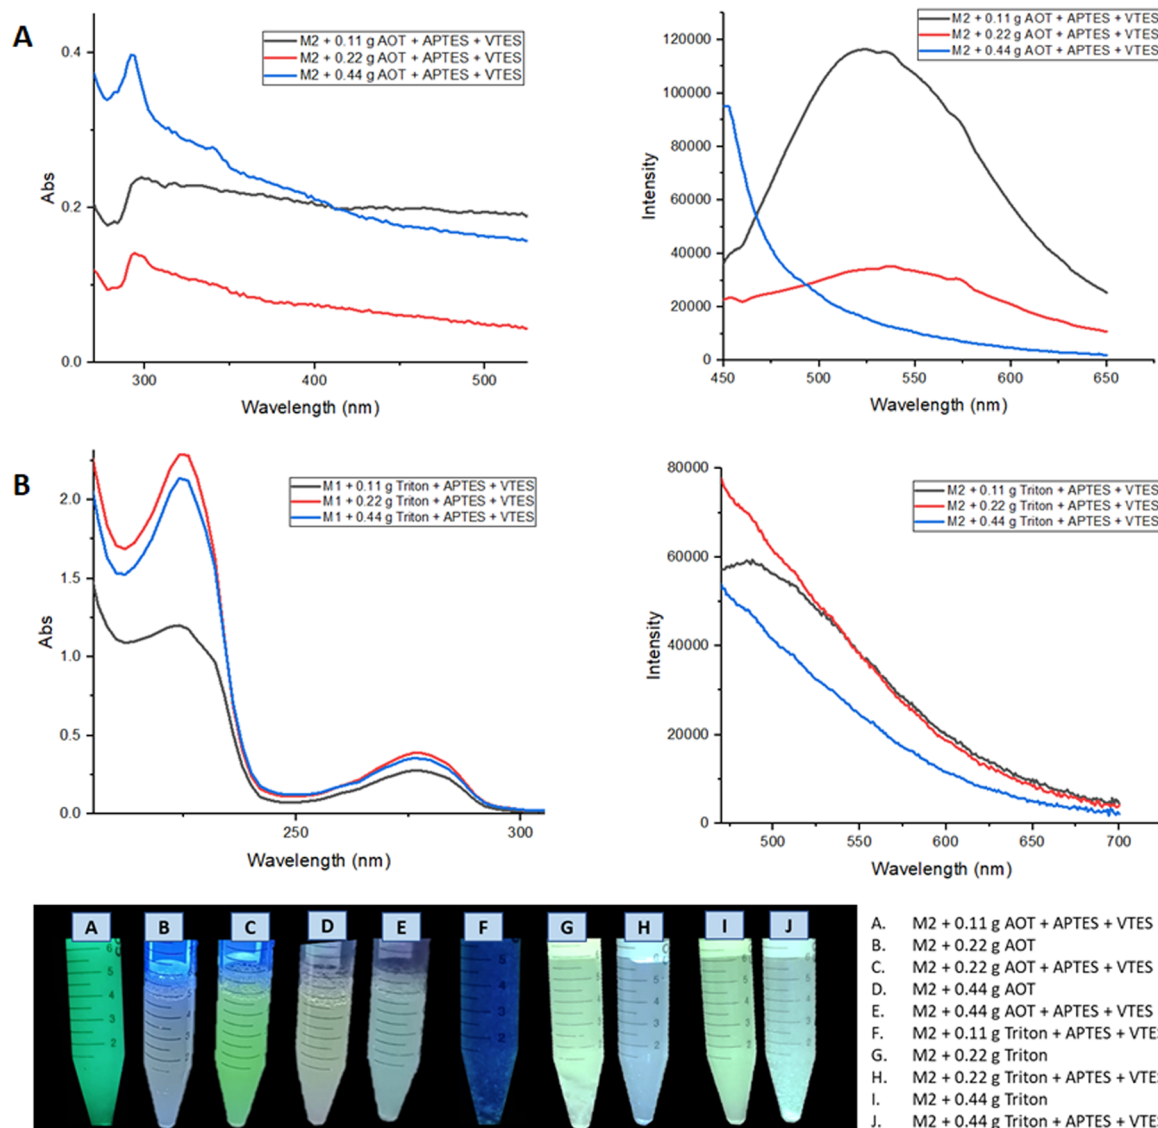 A
M2 + 0.11 g AOT + APTES + VTES
M2 + 0.22 g AOT + APTES + VTES
M2 + 0.44 g AOT + APTES + VTES
0.4
0.2
0.0
Abs
300
400
500
Wavelength (nm)
M2 + 0.11 g AOT + APTES + VTES
M2 + 0.22 g AOT + APTES + VTES
M2 + 0.44 g AOT + APTES + VTES
120000
100000
80000
60000
40000
20000
0
Intensity
450
500
550
600
650
Wavelength (nm)
B
M1 + 0.11 g Triton + APTES + VTES
M1 + 0.22 g Triton + APTES + VTES
M1 + 0.44 g Triton + APTES + VTES
2.0
1.5
1.0
0.5
0.0
Abs
250
300
Wavelength (nm)
M2 + 0.11 g Triton + APTES + VTES
M2 + 0.22 g Triton + APTES + VTES
M2 + 0.44 g Triton + APTES + VTES
80000
60000
40000
20000
0
Intensity
500
550
600
650
700
Wavelength (nm)
A B C D E F G H I J
A. M2 + 0.11 g AOT + APTES + VTES
B. M2 + 0.22 g AOT
C. M2 + 0.22 g AOT + APTES + VTES
D. M2 + 0.44 g AOT
E. M2 + 0.44 g AOT + APTES + VTES
F. M2 + 0.11 g Triton + APTES + VTES
G. M2 + 0.22 g Triton
H. M2 + 0.22 g Triton + APTES + VTES
I. M2 + 0.44 g Triton
J. M2 + 0.44 g Triton + APTES + VTES